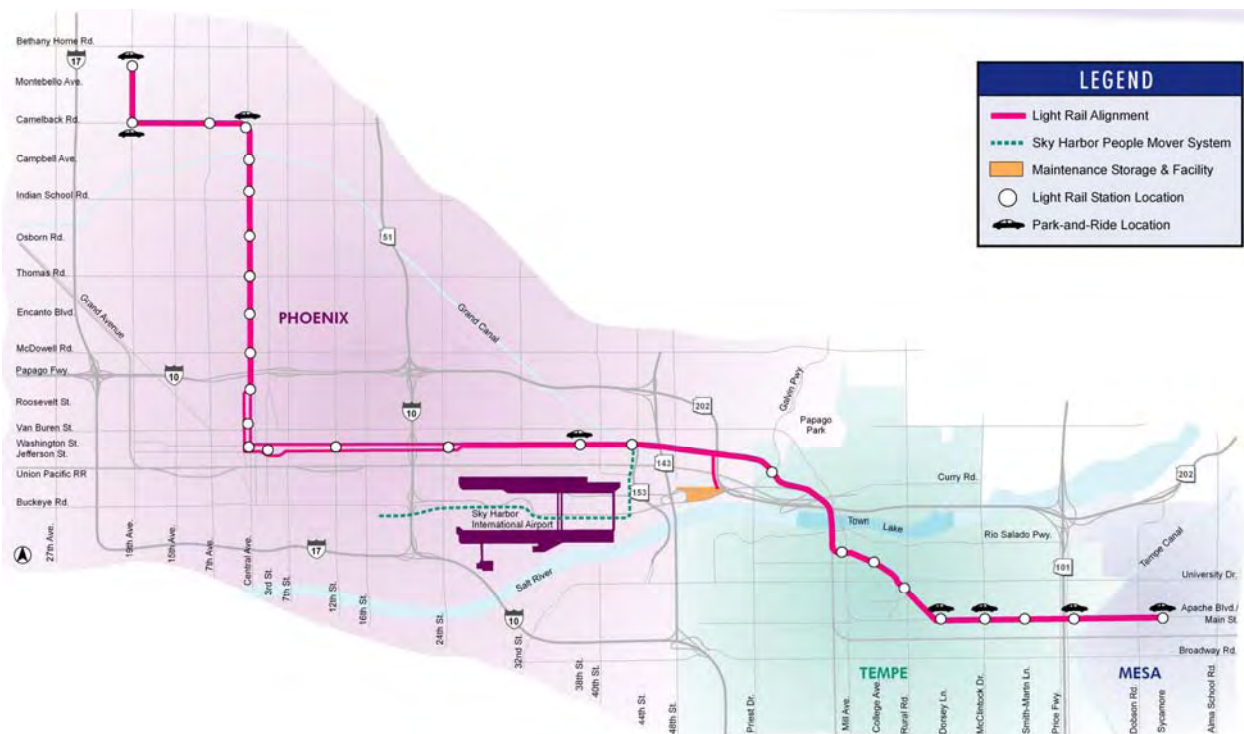 Bethany Home Rd.
17
Montebello Ave.
Camelback Rd.
Campbell Ave.
Indian School Rd.
Osborn Rd.
51
Thomas Rd.
Grand Avenue
Encanto Blvd.
PHOENIX
Grand Canal
McDowell Rd.
Papago Fwy.
10
10
Roosevelt St.
Van Buren St.
Washington St.
Jefferson St.
Union Pacific RR
Buckeye Rd.
202
Galvin Pwy.
Papago
Park
143
153
Curry Rd.
202
Sky Harbor
International Airport
Town Lake
Rio Salado Pwy.
Tempe Canal
17
Salt River
10
101
University Dr.
Apache Blvd./
Main St.
Broadway Rd.
TEMPE
MESA
27th Ave.
19th Ave.
15th Ave.
7th Ave.
Central Ave.
3rd St.
7th St.
12th St.
16th St.
24th St.
32nd St.
38th St.
40th St.
44th St.
48th St.
Priest Dr.
Mill Ave.
College Ave.
Rural Rd.
Dorsey Ln.
McClintock Dr.
Smith-Martin Ln.
Price Fwy.
Dobson Rd.
Sycamore
Alma School Rd.
LEGEND
Light Rail Alignment
Sky Harbor People Mover System
Maintenance Storage & Facility
Light Rail Station Location
Park-and-Ride Location